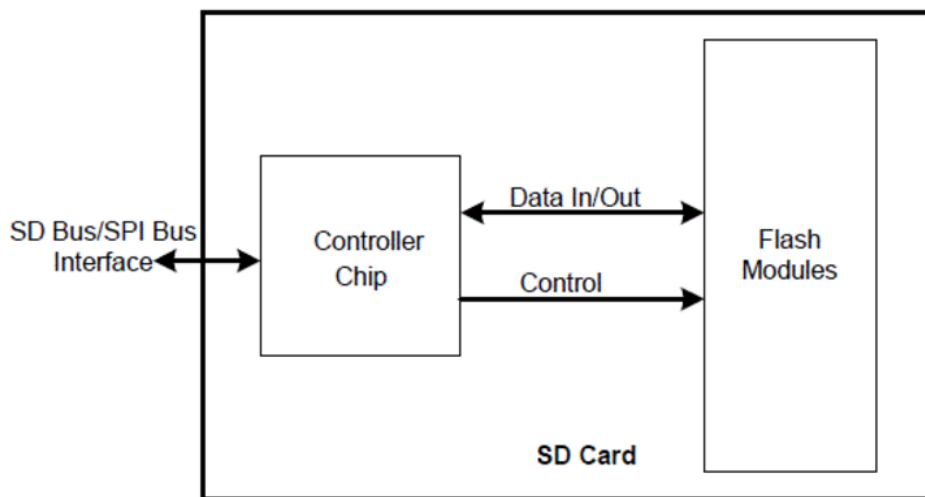 SD Bus/SPI Bus
Interface
Controller
Chip
Data In/Out
Control
Flash
Modules
SD Card